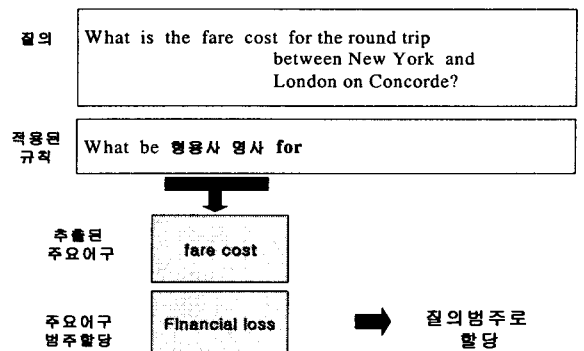 질의
What is the fare cost for the round trip
between New York and
London on Concorde?
적용된
규칙
What be 형용사 명사 for
추출된
주요어구
fare cost
주요어구
범주할당
Financial loss
질의범주로
할당